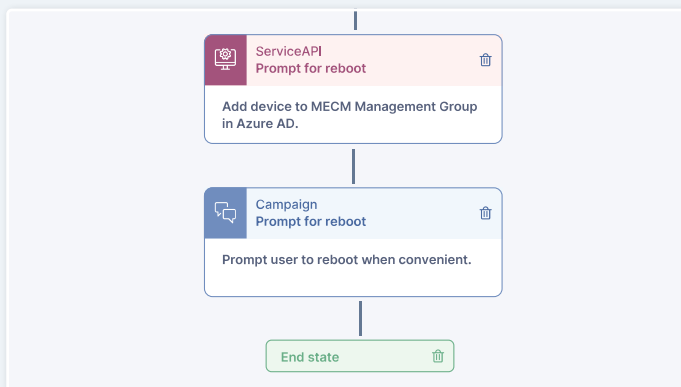 ServiceAPI
Prompt for reboot
Add device to MECM Management Group
in Azure AD.
Campaign
Prompt for reboot
Prompt user to reboot when convenient.
End state